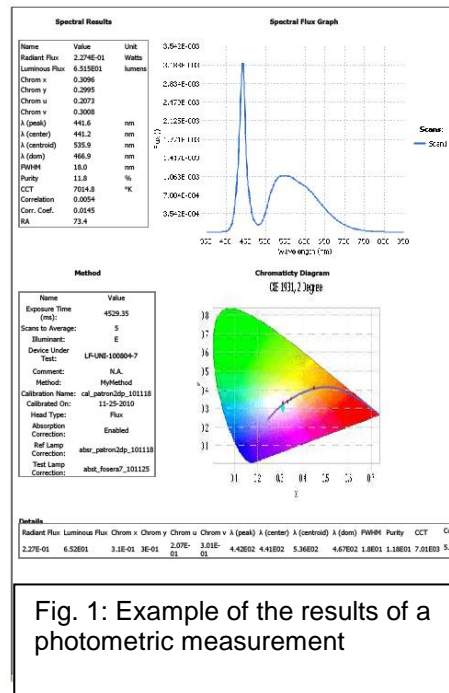 Spectral Results
Name Value Unit
Radiant Flux 2.274E-01 Watts
Luminous Flux 6.515E01 lumens
Chrom x 0.3096
Chrom y 0.2995
Chrom u 0.2073
Chrom v 0.3008
λ (peak) 441.6 nm
λ (center) 441.2 nm
λ (centroid) 535.9 nm
λ (dom) 466.9 nm
FWHM 18.0 nm
Purity 11.8 %
CCT 7014.8 °K
Correlation 0.0054
Corr. Coef. 0.0145
RA 73.4
Spectral Flux Graph
Scans:
Wavelength (nm)
Method
Name Value
Exposure Time (ms): 4529.35
Scans to Average: 5
Illuminant: E
Device Under Test: LF-UNI-100804-7
Comment: N.A.
Method: MyMethod
Calibration Name: cal_patron2dp_101118
Calibrated On: 11-25-2010
Head Type: Flux
Absorption Correction: Enabled
Ref Lamp Correction: absr_patron2dp_101118
Test Lamp Correction: abst_fosera7_101125
Chromaticty Diagram
CIE 1931, 2 Degree
X
Details
Radiant Flux Luminous Flux Chrom x Chrom y Chrom u Chrom v λ (peak) λ (center) λ (centroid) λ (dom) FWHM Purity CCT
2.27E-01 6.52E01 3.1E-01 3E-01 2.07E-01 3.01E-01 4.42E02 4.41E02 5.36E02 4.67E02 1.8E01 1.18E01 7.01E03
Fig. 1: Example of the results of a
photometric measurement